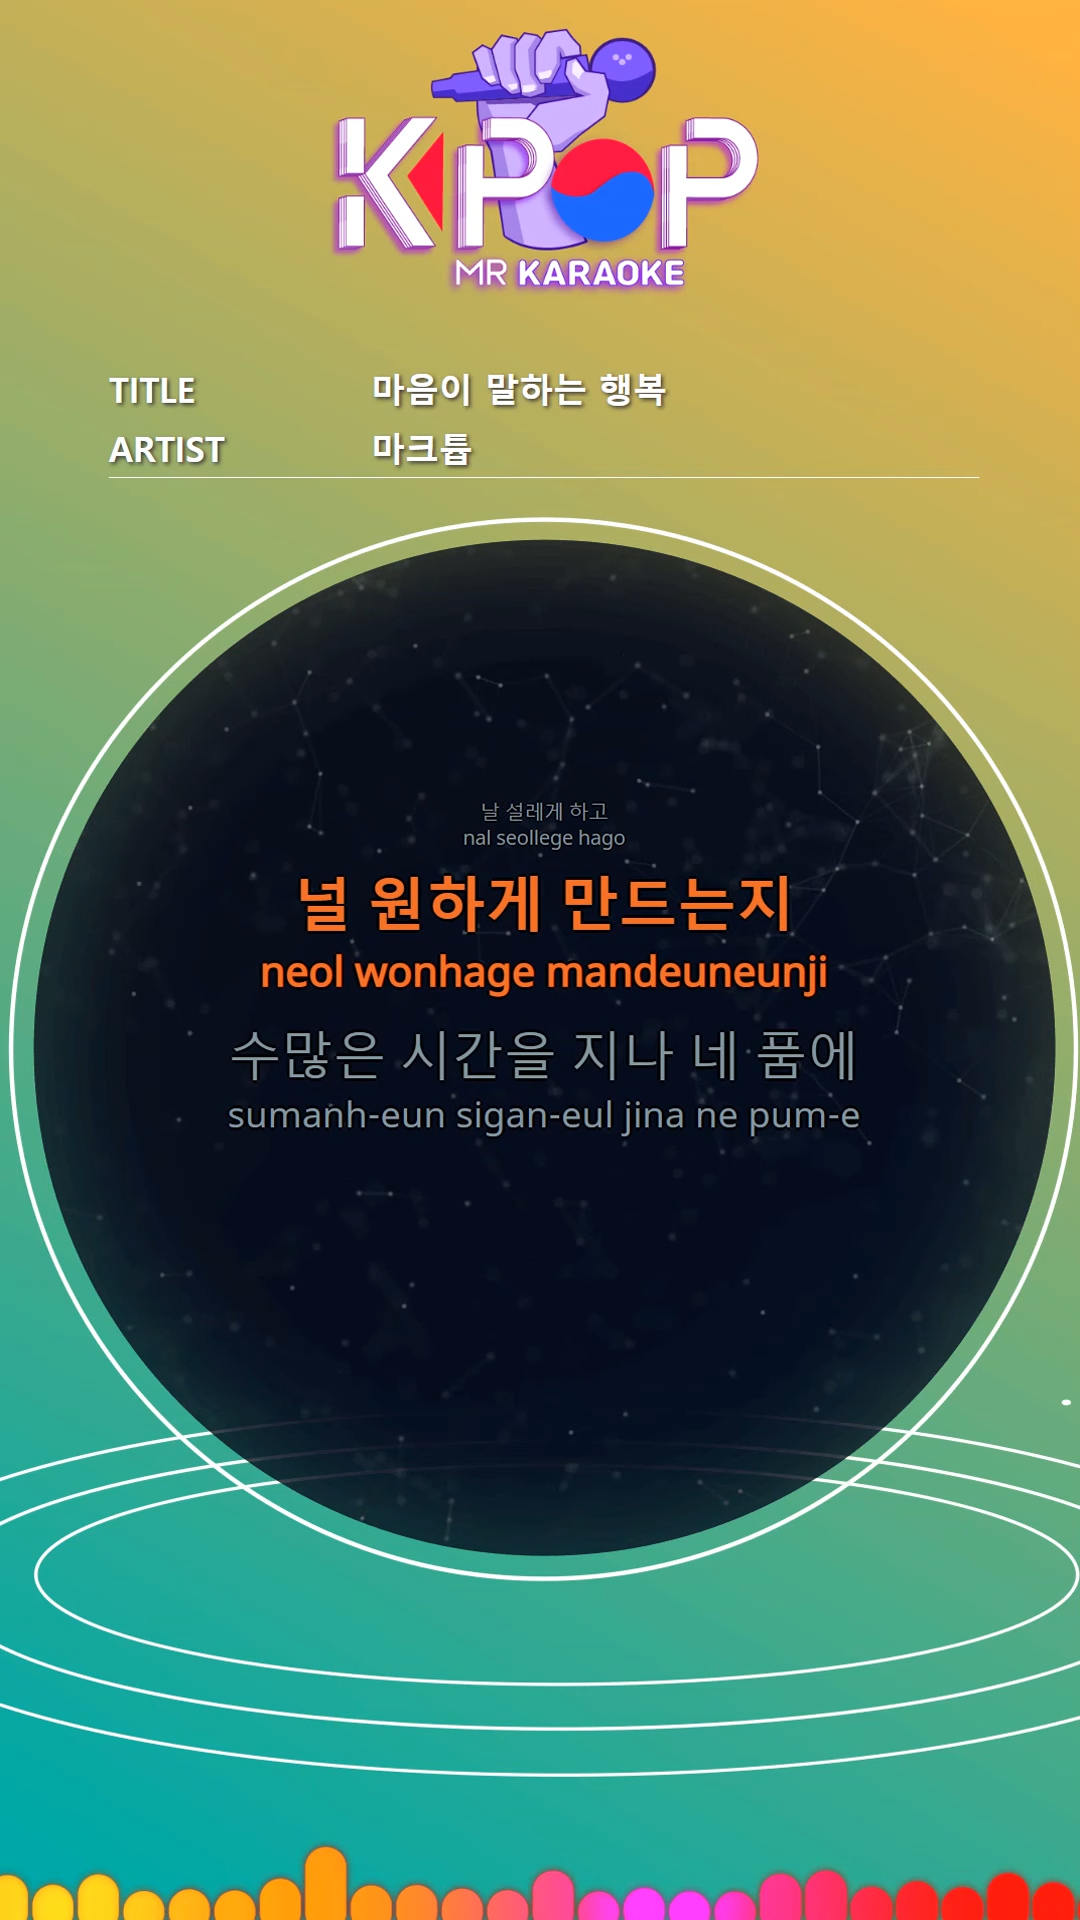 KPOP
MR KARAOKE
TITLE 마음이 말하는 행복
ARTIST 마크튭
날 설레게 하고
nal seollege hago
널 원하게 만드는지
neol wonhage mandeuneunji
수많은 시간을 지나 네 품에
sumanh-eun sigan-eul jina ne pum-e